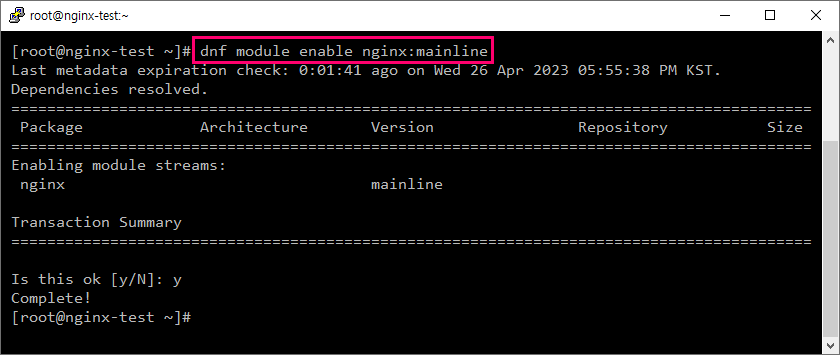 root@nginx-test:~
[root@nginx-test ~]# dnf module enable nginx:mainline
Last metadata expiration check: 0:01:41 ago on Wed 26 Apr 2023 05:55:38 PM KST.
Dependencies resolved.
================================================================================
Package Architecture Version Repository Size
================================================================================
Enabling module streams:
nginx mainline
Transaction Summary
================================================================================
Is this ok [y/N]: y
Complete!
[root@nginx-test ~]#